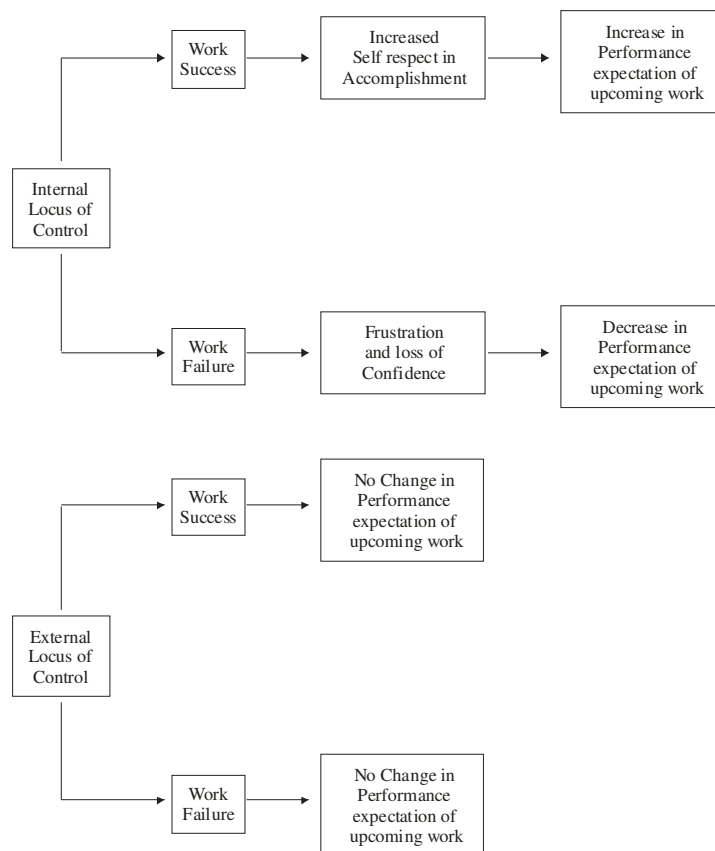 Work
Success
Increased
Self respect in
Accomplishment
Increase in
Performance
expectation of
upcoming work
Internal
Locus of
Control
Work
Failure
Frustration
and loss of
Confidence
Decrease in
Performance
expectation of
upcoming work
Work
Success
No Change in
Performance
expectation of
upcoming work
External
Locus of
Control
Work
Failure
No Change in
Performance
expectation of
upcoming work